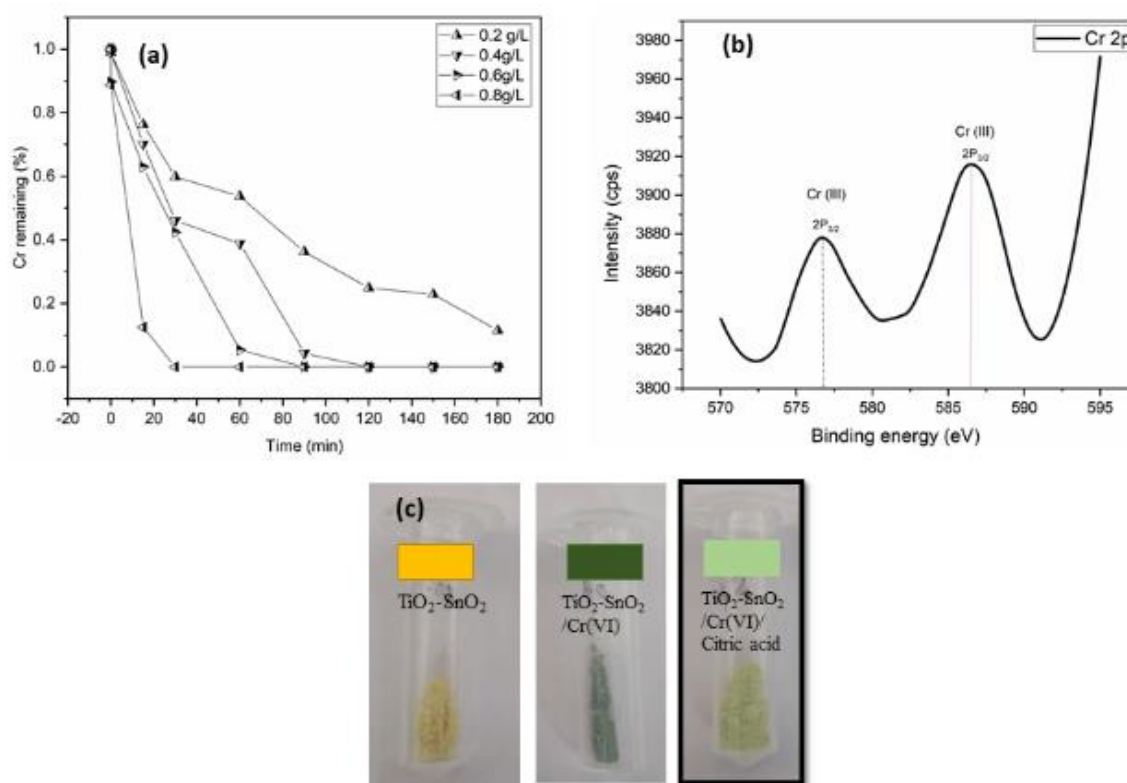 (a)
0.2 g/L
0.4g/L
0.6g/L
0.8g/L
Cr remaining (%)
1.0
0.8
0.6
0.4
0.2
0.0
-20 0 20 40 60 80 100 120 140 160 180 200
Time (min)
(b)
Cr 2p
Intensity (cps)
3980
3960
3940
3920
3900
3880
3860
3840
3820
3800
Cr (III)
2P3/2
Cr (III)
2P1/2
570 575 580 585 590 595
Binding energy (eV)
(c)
TiO2-SnO2
TiO2-SnO2
/Cr(VI)
TiO2-SnO2
/Cr(VI)/
Citric acid